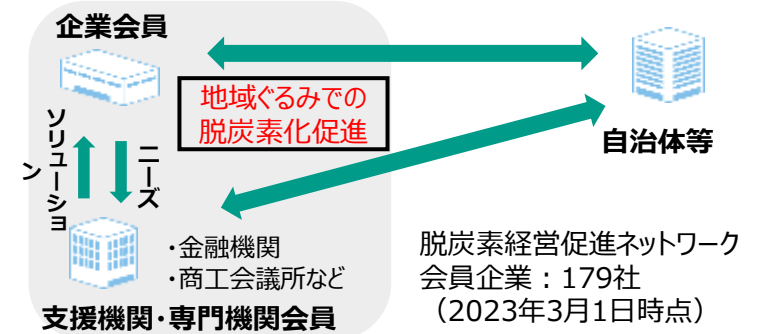 企業会員
地域ぐるみでの
脱炭素化促進
ソリューション
ニーズ
自治体等
・金融機関
・商工会議所など
支援機関・専門機関会員
脱炭素経営促進ネットワーク
会員企業：179社
（2023年3月1日時点）